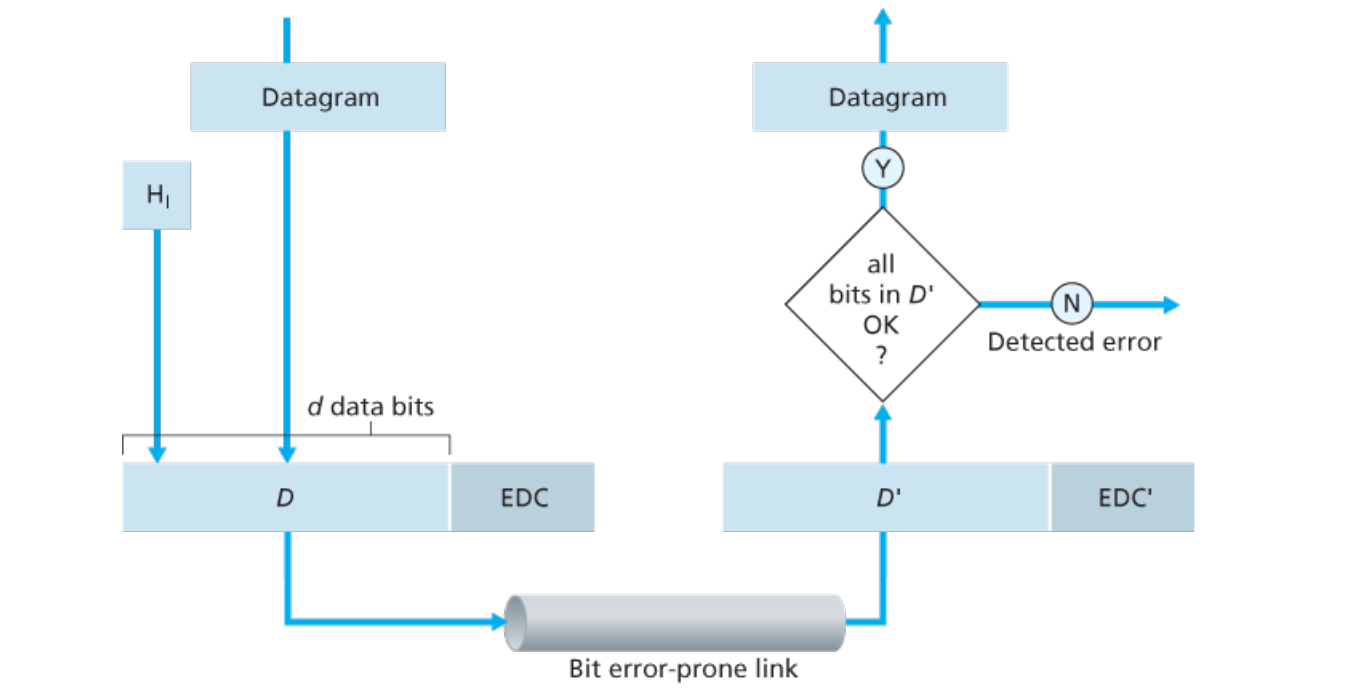 Datagram
H_l
d data bits
D
EDC
Bit error-prone link
Datagram
Y
all
bits in D'
OK
?
N
Detected error
D'
EDC'